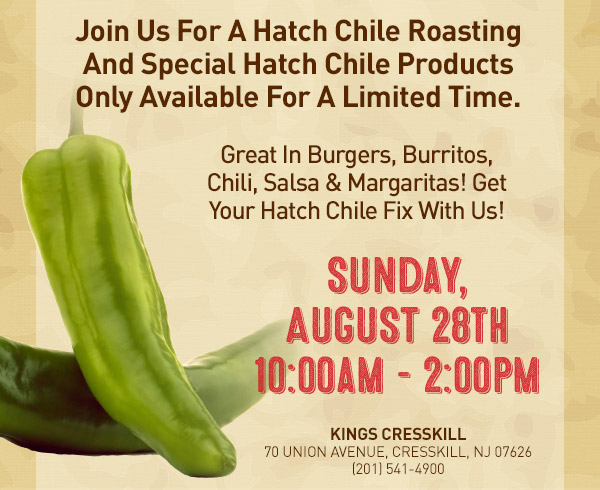 Join Us For A Hatch Chile Roasting
And Special Hatch Chile Products
Only Available For A Limited Time.
Great In Burgers, Burritos,
Chili, Salsa & Margaritas! Get
Your Hatch Chile Fix With Us!
SUNDAY,
AUGUST 28TH
10:00AM - 2:00PM
KINGS CRESSKILL
70 UNION AVENUE, CRESSKILL, NJ 07626
(201) 541-4900